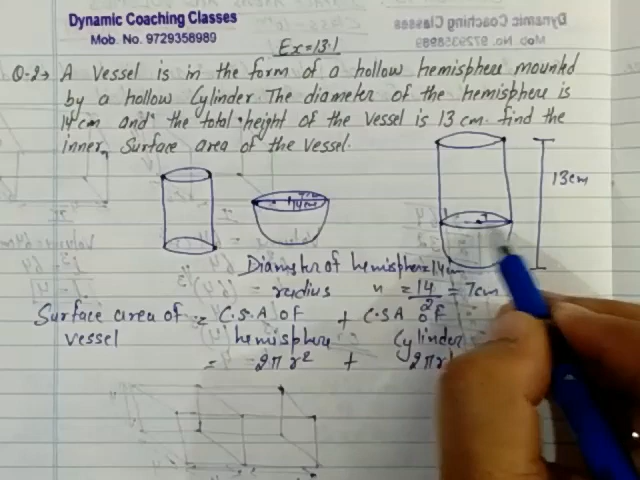 Dynamic Coaching Classes
Mob. No. 9729358989
Ex=13.1
Q.2→ A Vessel is in the form of a hollow hemisphere mounted
by a hollow Cylinder. The diameter of the hemisphere is
14 cm and the total height of the Vessel is 13 cm. find the
inner Surface area of the Vessel.
14cm
13cm
Diameter of hemisphere=14cm
= radius r = 14/2 = 7cm
Surface area of = C.S.A OF + C.S.A OF
vessel hemisphere Cylinder
= 2πr² + 2πr